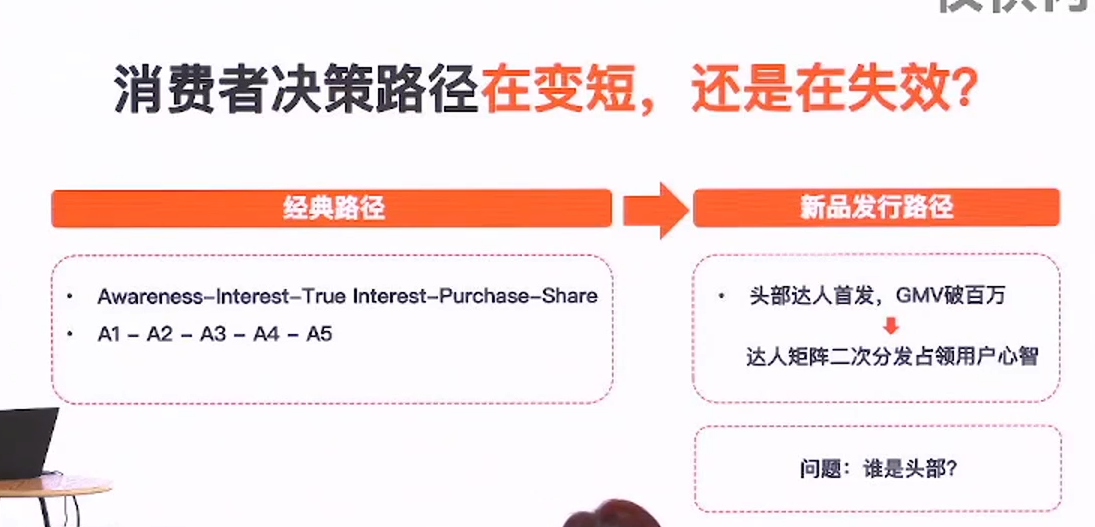 消费者决策路径在变短，还是在失效？
经典路径
新品发行路径
• Awareness–Interest–True Interest–Purchase–Share
• A1 – A2 – A3 – A4 – A5
• 头部达人首发，GMV破百万
达人矩阵二次分发占领用户心智
问题：谁是头部？